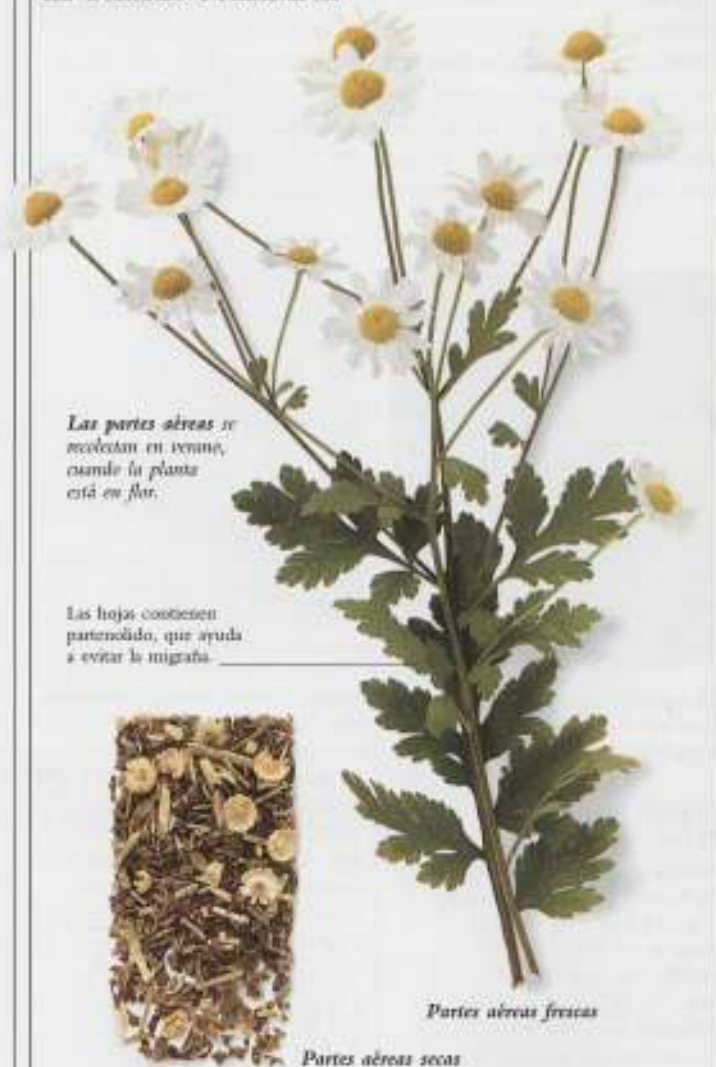 Las partes aéreas se
recolectan en verano,
cuando la planta
está en flor.
Las hojas contienen
partenolido, que ayuda
a evitar la migraña.
Partes aéreas frescas
Partes aéreas secas